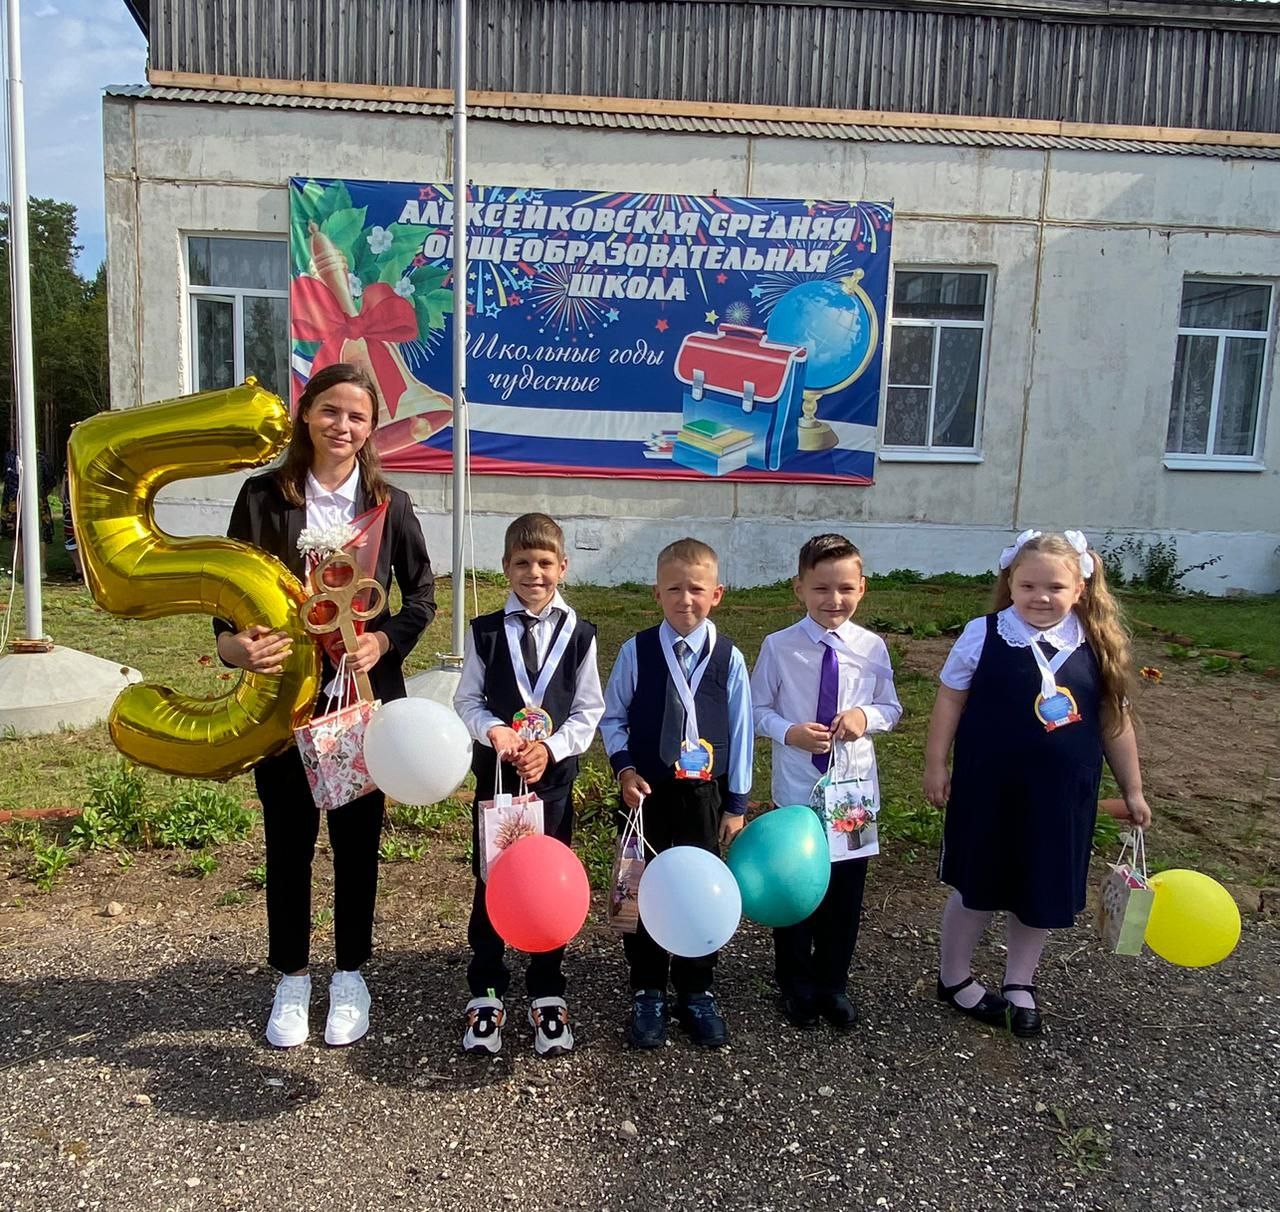 АЛЕКСЕЙКОВСКАЯ СРЕДНЯЯ
ОБЩЕОБРАЗОВАТЕЛЬНАЯ
ШКОЛА
Школьные годы
чудесные